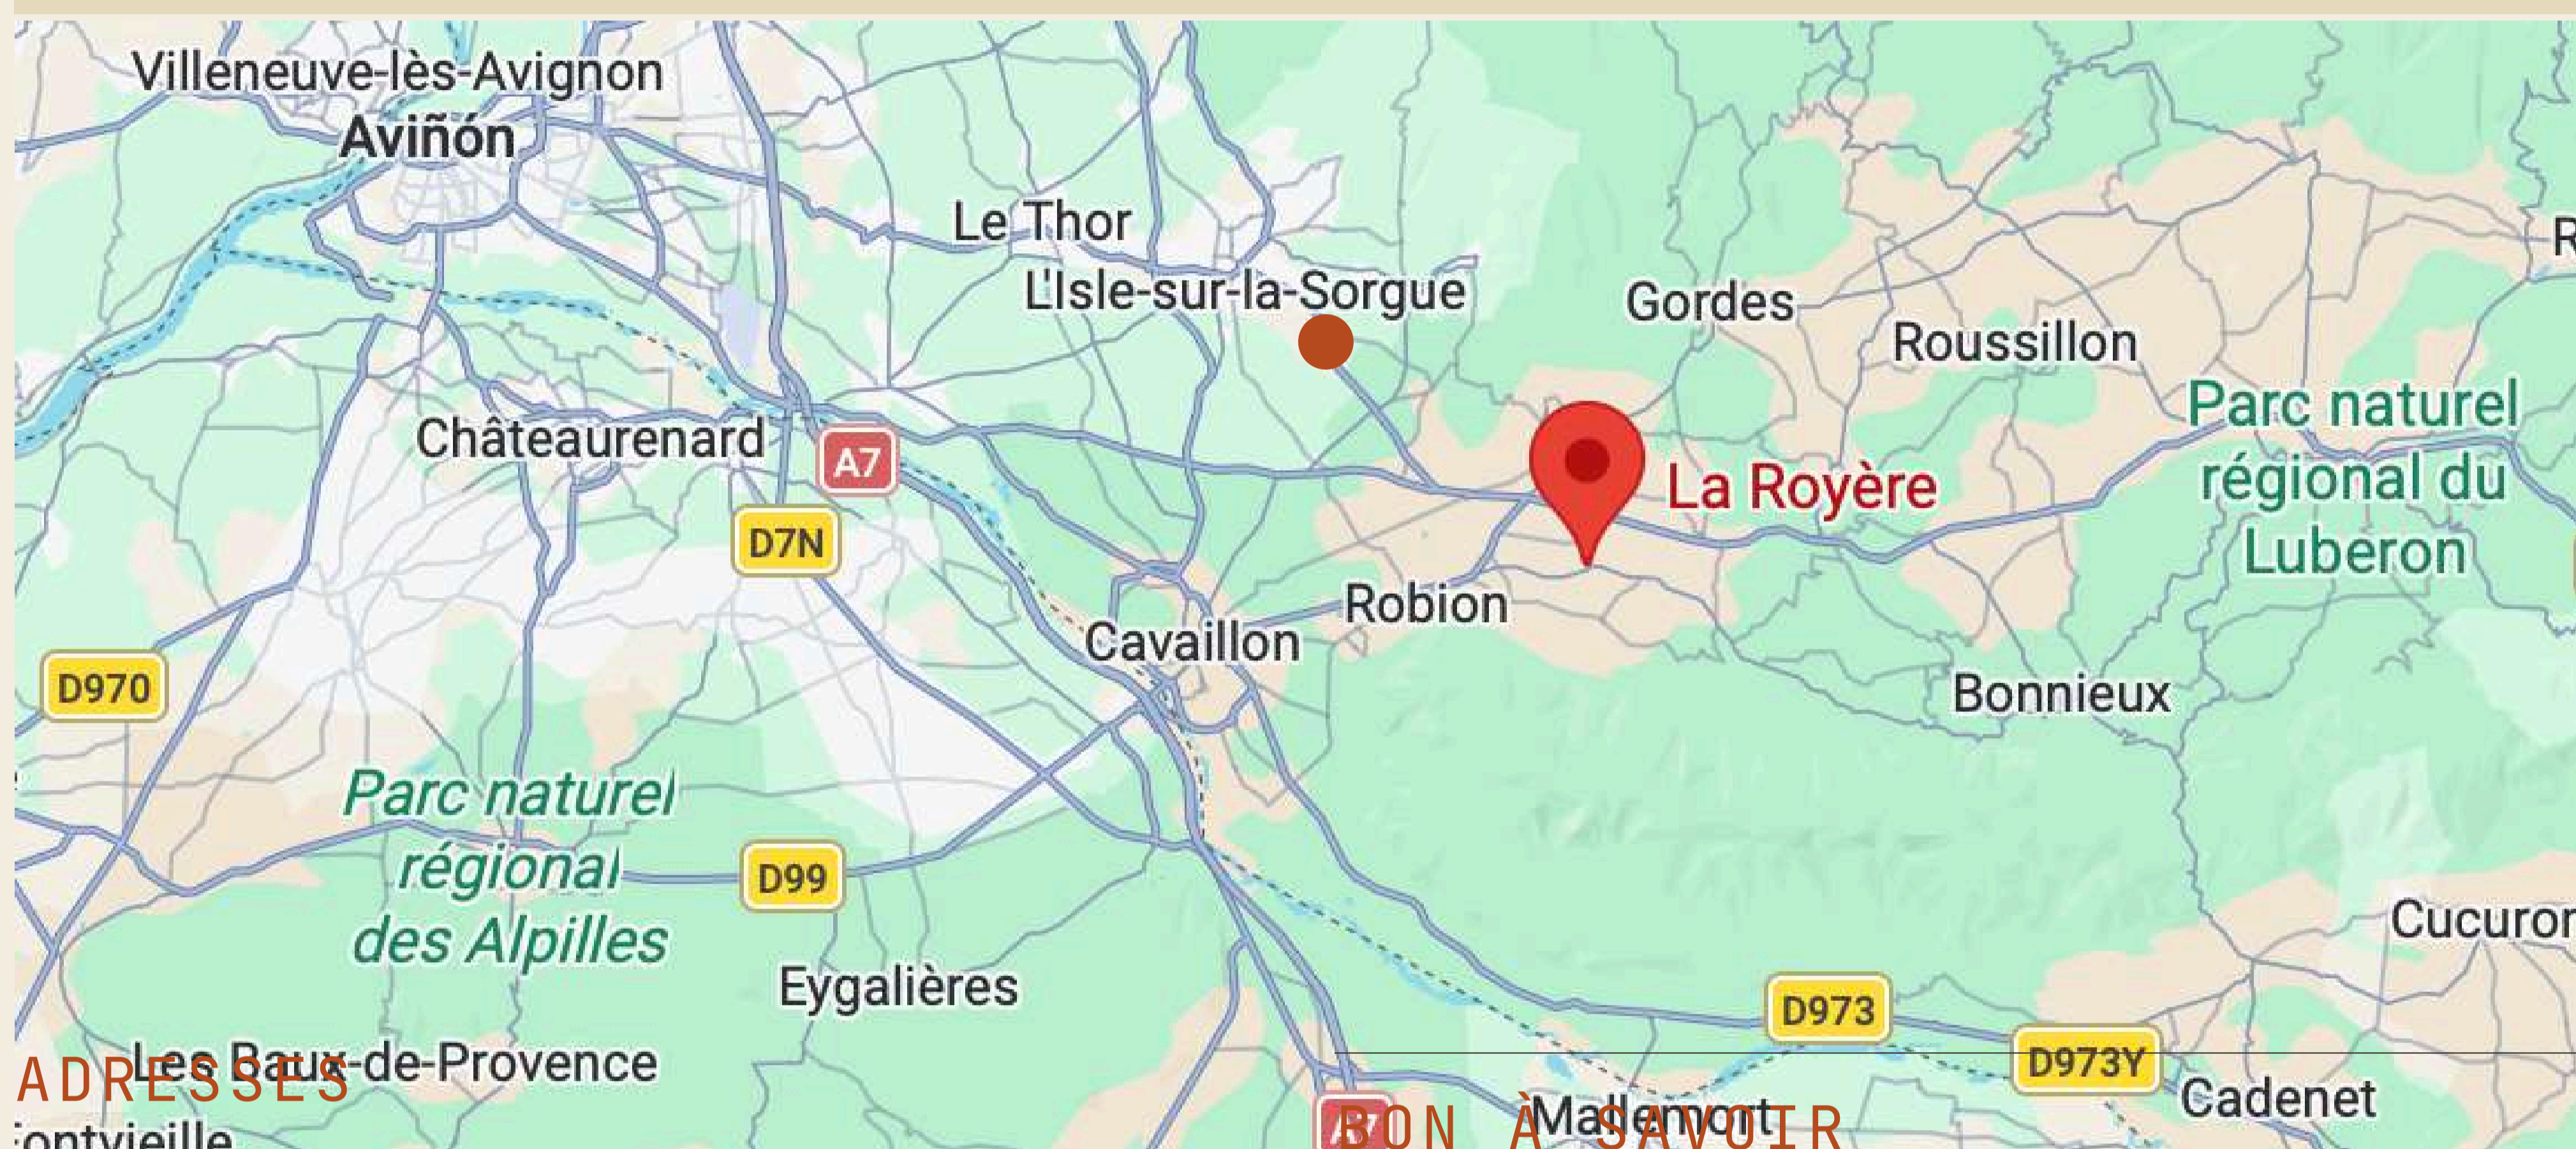 Villeneuve-lès-Avignon
Aviñón
Le Thor
L'Isle-sur-la-Sorgue
Gordes
Roussillon
Parc naturel
régional du
Luberon
Châteaurenard
A7
La Royère
D7N
Robion
Cavaillon
D970
Bonnieux
Parc naturel
régional
des Alpilles
D99
Cucuron
Eygalières
D973
D973Y
Les Baux-de-Provence
ADRESSES
Cadenet
A7
Mallemort
BON À SAVOIR
Fontvieille